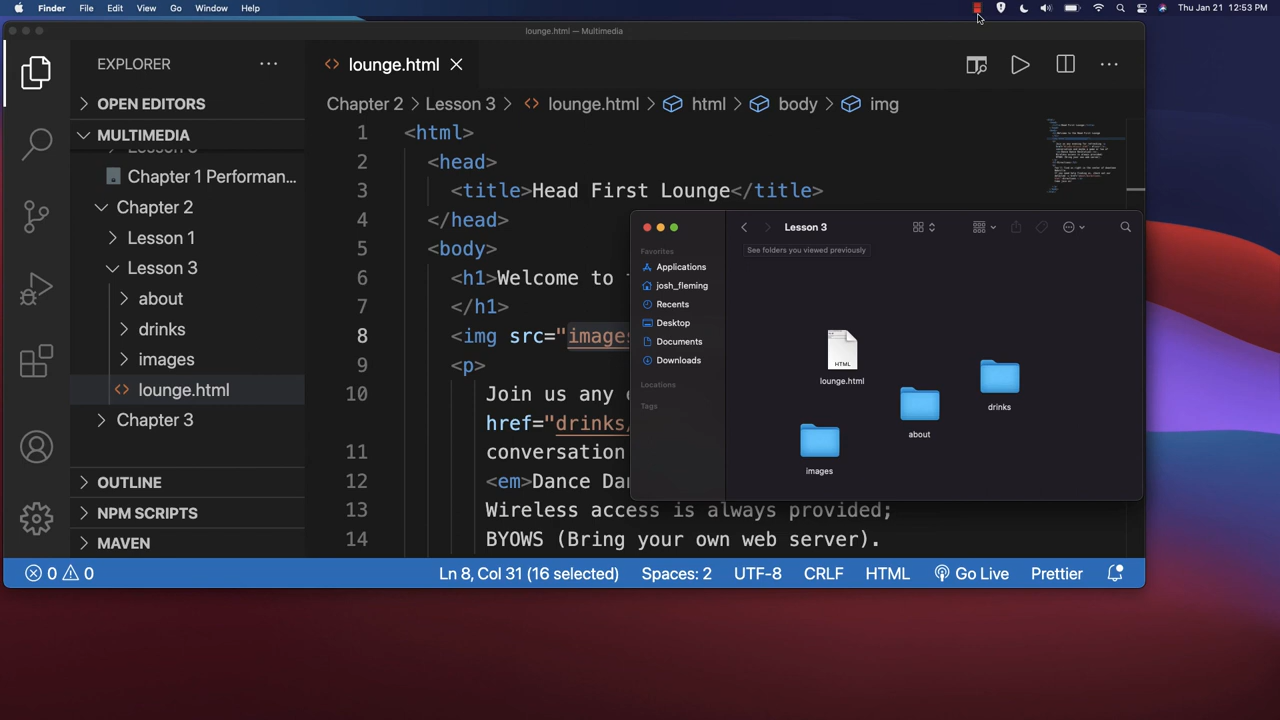 Finder File Edit View Go Window Help
Thu Jan 21 12:53 PM
lounge.html — Multimedia
EXPLORER
OPEN EDITORS
MULTIMEDIA
Chapter 1 Performan...
Chapter 2
Lesson 1
Lesson 3
about
drinks
images
lounge.html
Chapter 3
OUTLINE
NPM SCRIPTS
MAVEN
lounge.html
Chapter 2 > Lesson 3 > lounge.html > html > body > img
1 <html>
2 <head>
3 <title>Head First Lounge</title>
4 </head>
5 <body>
6 <h1>Welcome to
7 </h1>
8 <img src="images
9 <p>
10 Join us any
href="drinks/
11 conversation
12 <em>Dance Da
13 Wireless access is always provided;
14 BYOWS (Bring your own web server).
Lesson 3
See folders you viewed previously
Favorites
Applications
josh_fleming
Recents
Desktop
Documents
Downloads
Locations
Tags
HTML
lounge.html
drinks
about
images
0 0
Ln 8, Col 31 (16 selected) Spaces: 2 UTF-8 CRLF HTML Go Live Prettier